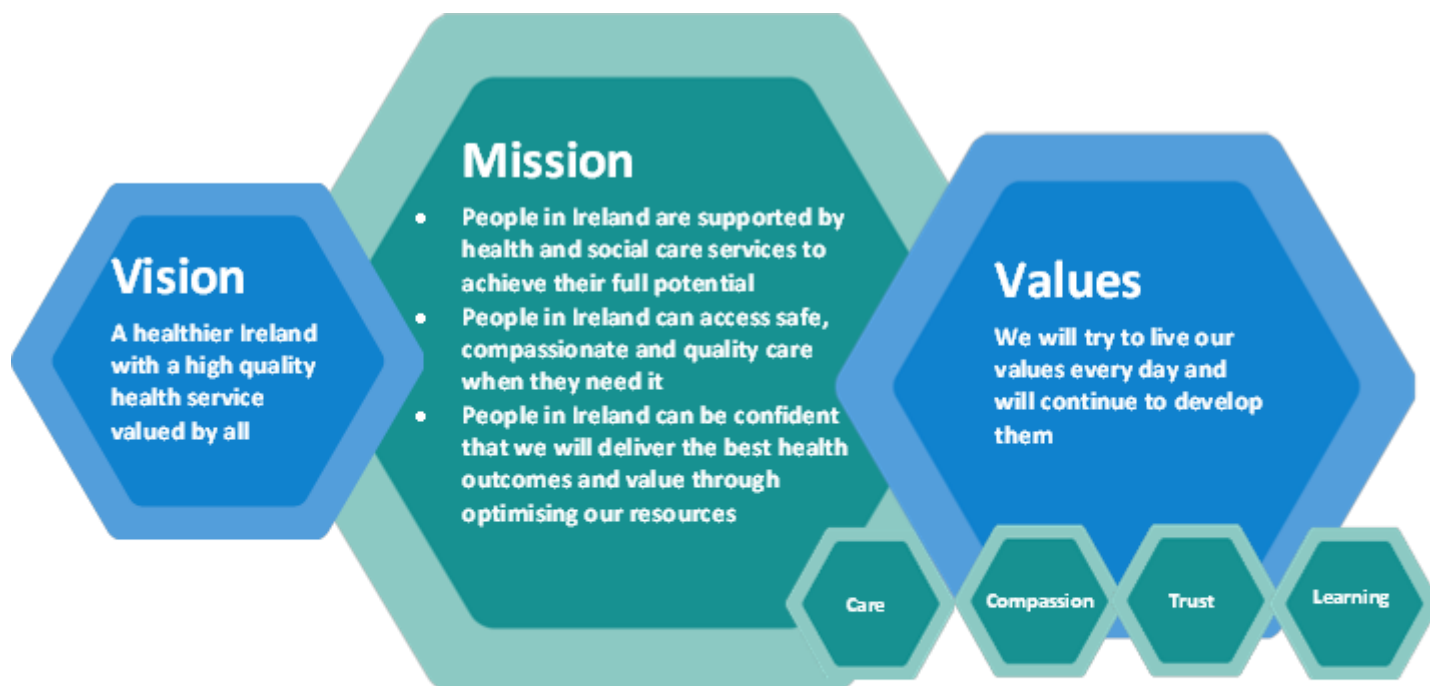 Vision
A healthier Ireland
with a high quality
health service
valued by all
Mission
• People in Ireland are supported by
health and social care services to
achieve their full potential
• People in Ireland can access safe,
compassionate and quality care
when they need it
• People in Ireland can be confident
that we will deliver the best health
outcomes and value through
optimising our resources
Values
We will try to live our
values every day and
will continue to develop
them
Care
Compassion
Trust
Learning